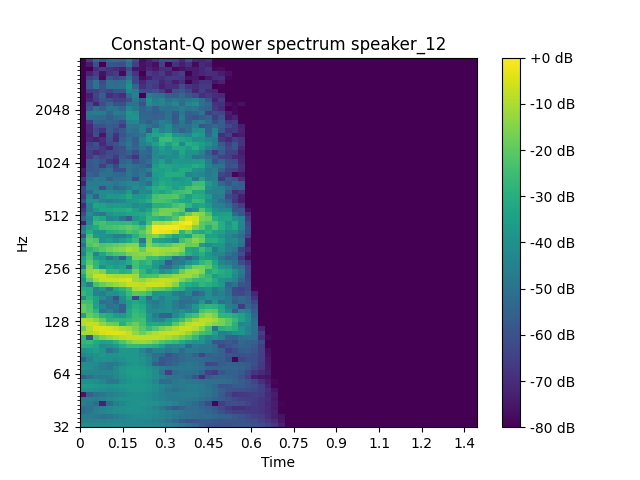 Constant-Q power spectrum speaker_12
Hz
2048
1024
512
256
128
64
32
0 0.15 0.3 0.45 0.6 0.75 0.9 1.1 1.2 1.4
Time
+0 dB
-10 dB
-20 dB
-30 dB
-40 dB
-50 dB
-60 dB
-70 dB
-80 dB